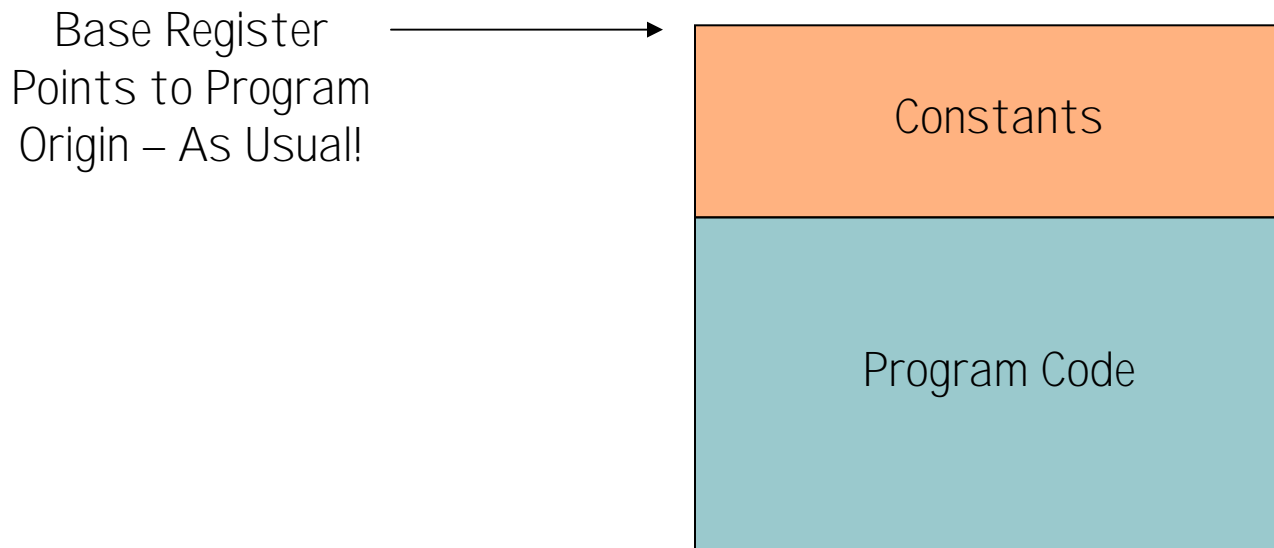 Base Register
Points to Program
Origin – As Usual!
Constants
Program Code